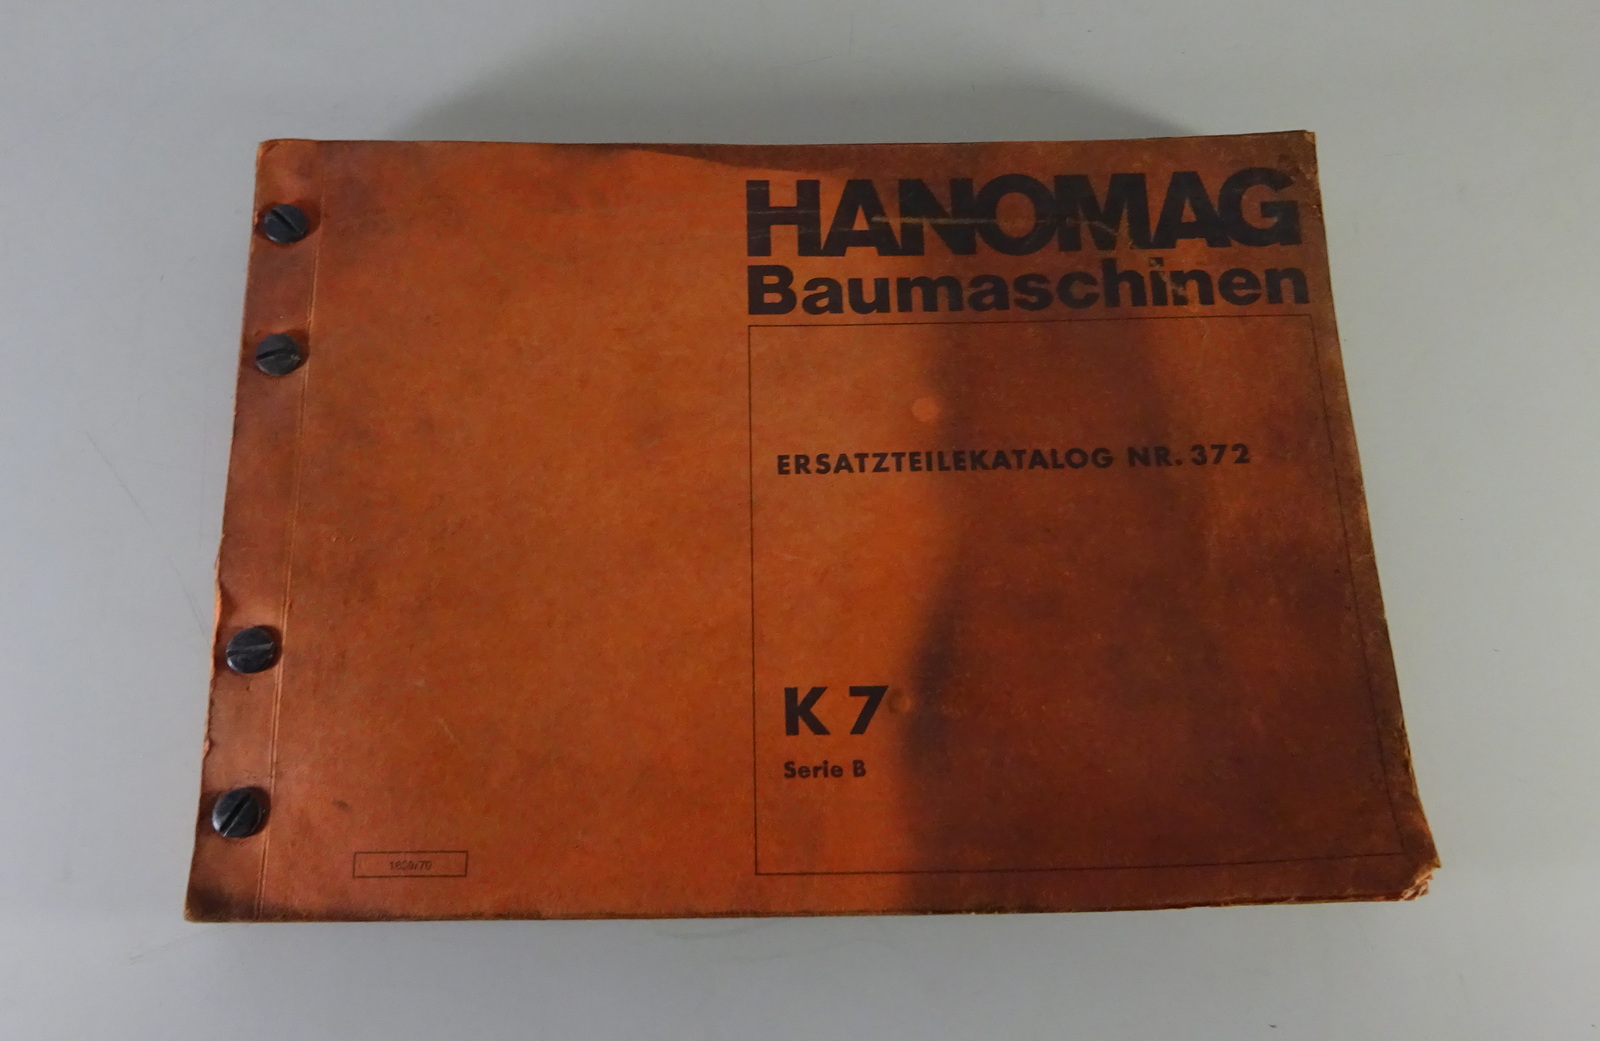 HANOMAG
Baumaschinen
ERSATZTEILEKATALOG NR. 372
K 7
Serie B